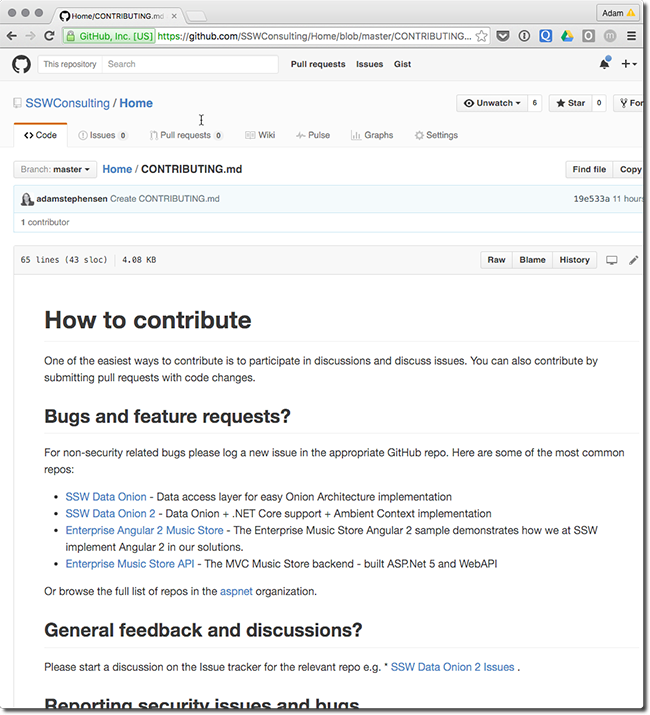 Home/CONTRIBUTING.md
Adam
GitHub, Inc. [US] https://github.com/SSWConsulting/Home/blob/master/CONTRIBUTING...
This repository Search Pull requests Issues Gist
SSWConsulting / Home
Unwatch 6 Star 0 For
Code Issues 0 Pull requests 0 Wiki Pulse Graphs Settings
Branch: master Home / CONTRIBUTING.md Find file Copy
adamstephensen Create CONTRIBUTING.md 19e533a 11 hours
1 contributor
65 lines (43 sloc) 4.08 KB Raw Blame History
How to contribute
One of the easiest ways to contribute is to participate in discussions and discuss issues. You can also contribute by
submitting pull requests with code changes.
Bugs and feature requests?
For non-security related bugs please log a new issue in the appropriate GitHub repo. Here are some of the most common
repos:
• SSW Data Onion - Data access layer for easy Onion Architecture implementation
• SSW Data Onion 2 - Data Onion + .NET Core support + Ambient Context implementation
• Enterprise Angular 2 Music Store - The Enterprise Music Store Angular 2 sample demonstrates how we at SSW
implement Angular 2 in our solutions.
• Enterprise Music Store API - The MVC Music Store backend - built ASP.Net 5 and WebAPI
Or browse the full list of repos in the aspnet organization.
General feedback and discussions?
Please start a discussion on the Issue tracker for the relevant repo e.g. * SSW Data Onion 2 Issues .
Reporting security issues and bugs